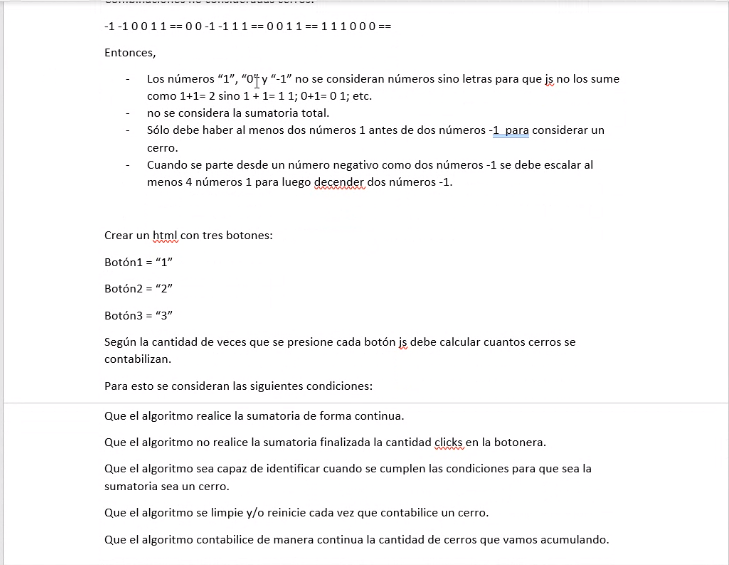 -1 -1 0 0 1 1 == 0 0 -1 -1 1 1 == 0 0 1 1 == 1 1 1 0 0 0 ==
Entonces,
- Los números “1”, “0” y “-1” no se consideran números sino letras para que js no los sume
como 1+1= 2 sino 1 + 1= 1 1; 0+1= 0 1; etc.
- no se considera la sumatoria total.
- Sólo debe haber al menos dos números 1 antes de dos números -1 para considerar un
cerro.
- Cuando se parte desde un número negativo como dos números -1 se debe escalar al
menos 4 números 1 para luego decender dos números -1.
Crear un html con tres botones:
Botón1 = “1”
Botón2 = “2”
Botón3 = “3”
Según la cantidad de veces que se presione cada botón js debe calcular cuantos cerros se
contabilizan.
Para esto se consideran las siguientes condiciones:
Que el algoritmo realice la sumatoria de forma continua.
Que el algoritmo no realice la sumatoria finalizada la cantidad clicks en la botonera.
Que el algoritmo sea capaz de identificar cuando se cumplen las condiciones para que sea la
sumatoria sea un cerro.
Que el algoritmo se limpie y/o reinicie cada vez que contabilice un cerro.
Que el algoritmo contabilice de manera continua la cantidad de cerros que vamos acumulando.